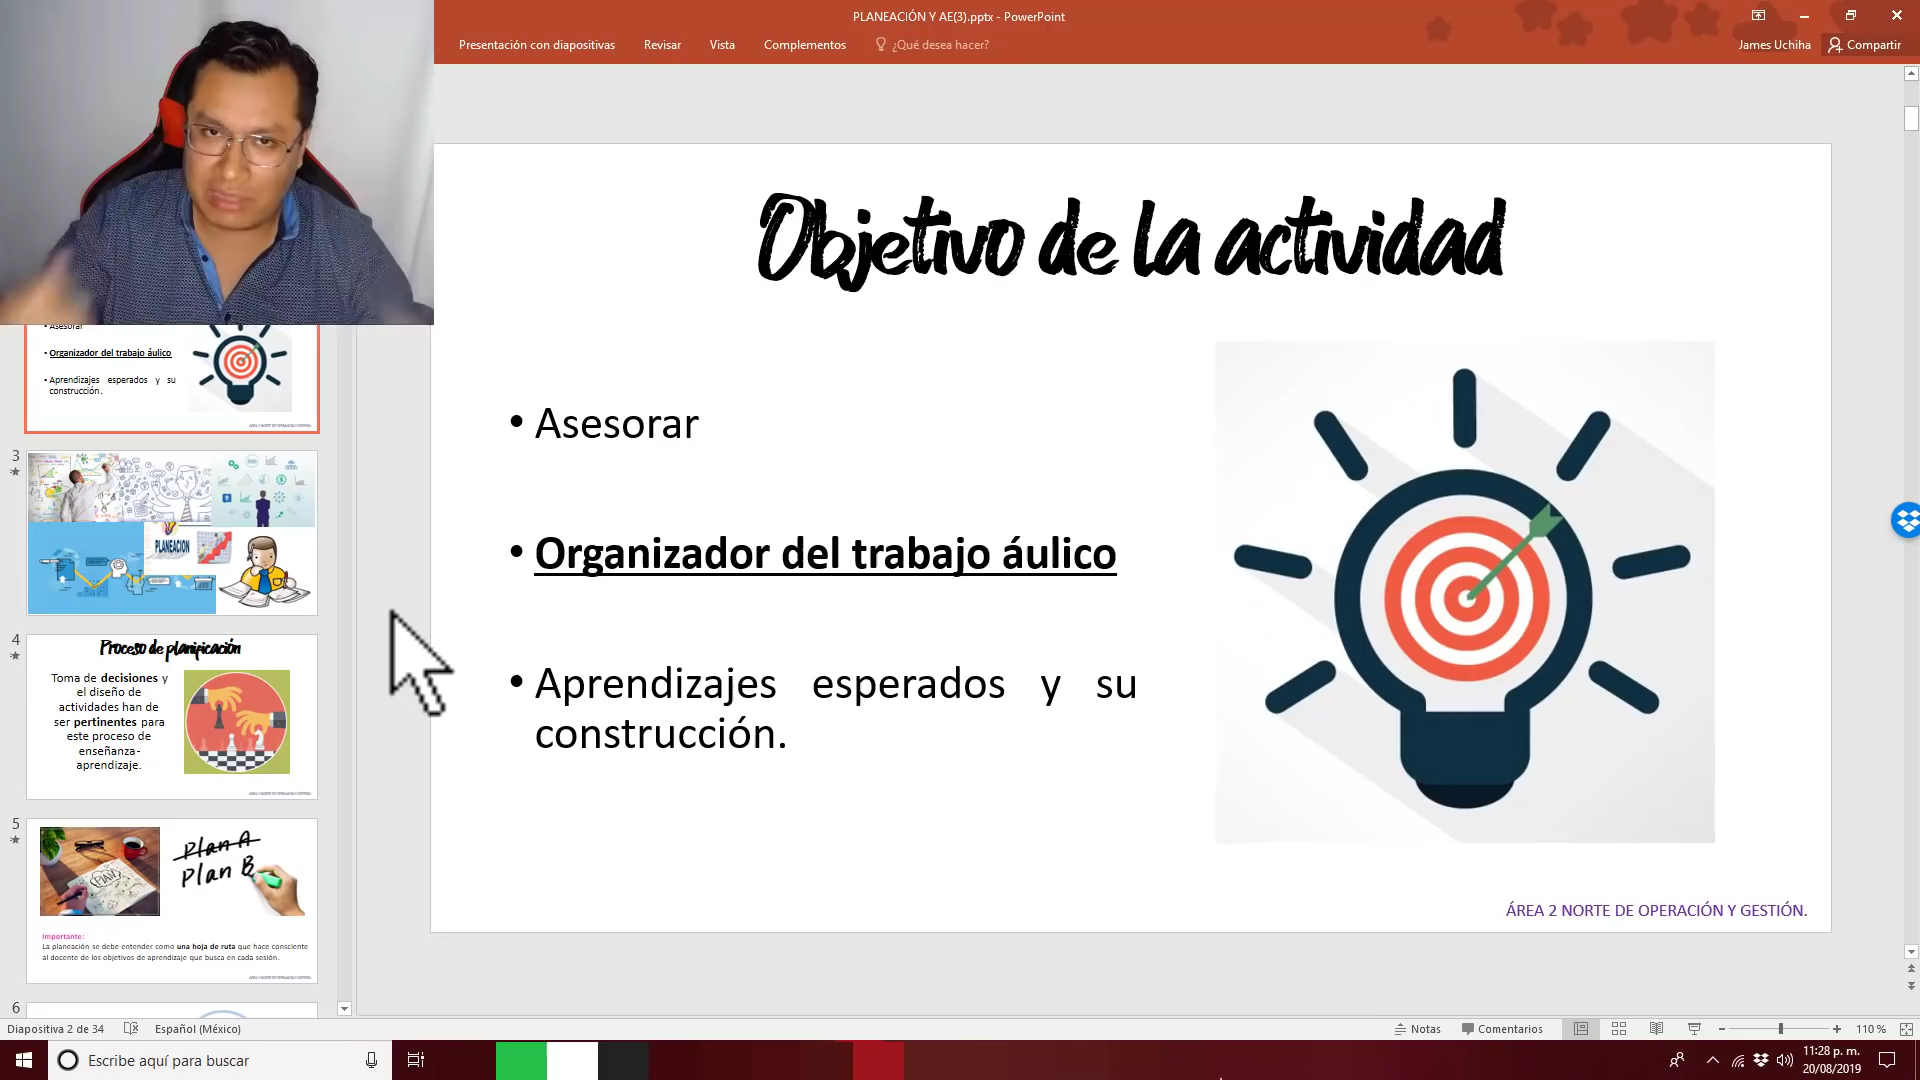 PLANEACIÓN Y AE(3).pptx - PowerPoint
Presentación con diapositivas Revisar Vista Complementos ¿Qué desea hacer? James Uchiha Compartir
Objetivo de la actividad
• Asesorar
• Organizador del trabajo áulico
• Aprendizajes esperados y su
construcción.
ÁREA 2 NORTE DE OPERACIÓN Y GESTIÓN.
• Asesorar
• Organizador del trabajo áulico
• Aprendizajes esperados y su
construcción.
3
PLANEACION
4
Proceso de planificación
Toma de decisiones y
el diseño de
actividades han de
ser pertinentes para
este proceso de
enseñanza-
aprendizaje.
5
PLAN
Plan A
Plan B
Importante:
La planeación se debe entender como una hoja de ruta que hace consciente
al docente de los objetivos de aprendizaje que busca en cada sesión.
6
Diapositiva 2 de 34 Español (México) Notas Comentarios 110 %
Escribe aquí para buscar
11:28 p. m.
20/08/2019